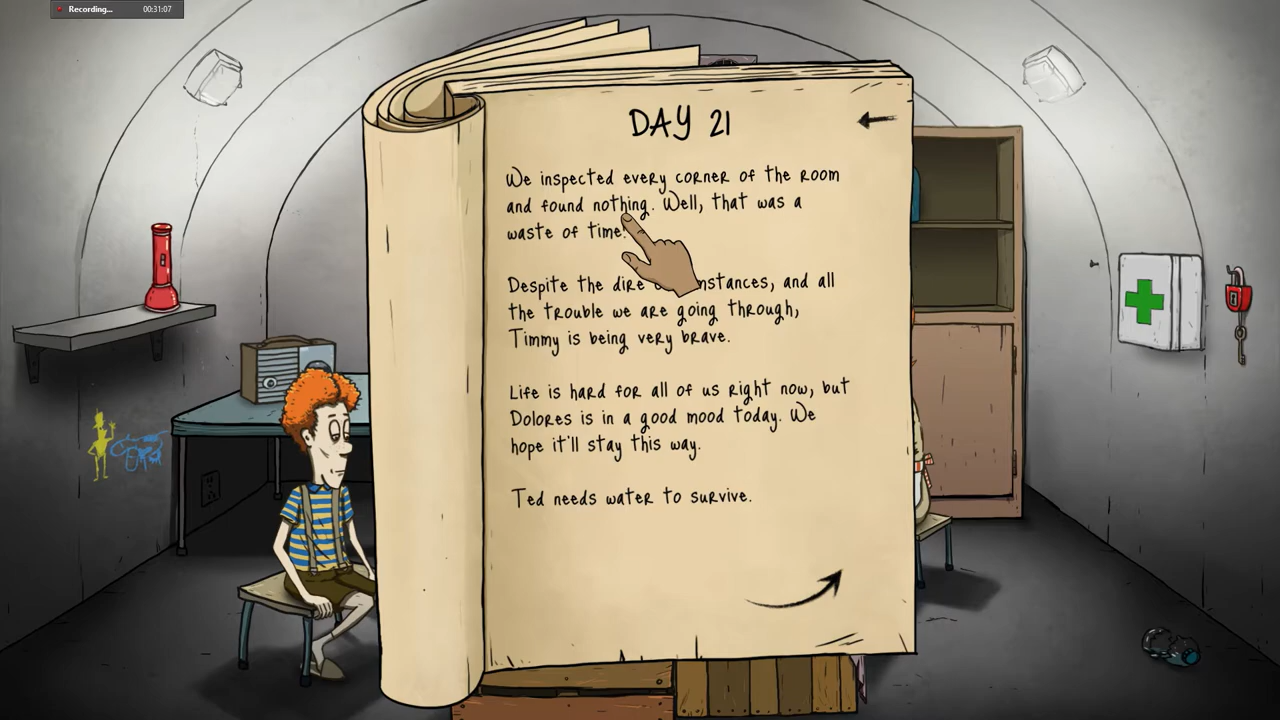 Recording... 00:31:07
DAY 21
We inspected every corner of the room
and found nothing. Well, that was a
waste of time.
Despite the dire nstances, and all
the trouble we are going through,
Timmy is being very brave.
Life is hard for all of us right now, but
Dolores is in a good mood today. We
hope it'll stay this way.
Ted needs water to survive.